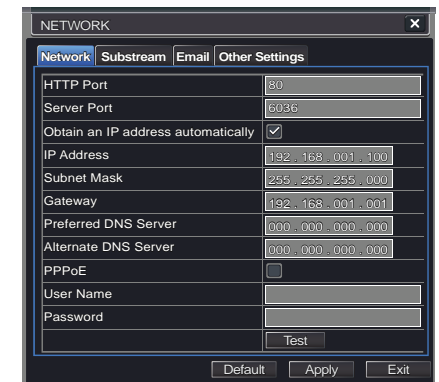 NETWORK X
Network Substream Email Other Settings
HTTP Port 80
Server Port 6036
Obtain an IP address automatically
IP Address 192 . 168 . 001 . 100
Subnet Mask 255 . 255 . 255 . 000
Gateway 192 . 168 . 001 . 001
Preferred DNS Server 000 . 000 . 000 . 000
Alternate DNS Server 000 . 000 . 000 . 000
PPPoE
User Name
Password
Test
Default Apply Exit